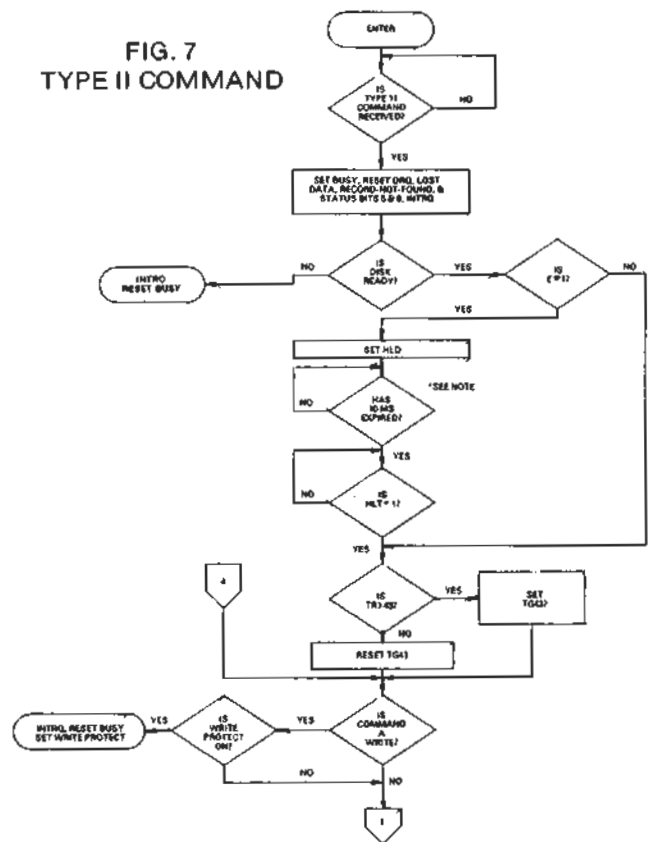 FIG. 7
TYPE II COMMAND
ENTER
IS
TYPE II
COMMAND
RECEIVED?
NO
YES
SET BUSY, RESET DRQ, LOST
DATA, RECORD-NOT-FOUND, &
STATUS BITS 5 & 6, INTRQ
IS
DISK
READY?
NO
YES
INTRQ
RESET BUSY
IS
E = 1?
NO
YES
SET HLD
*SEE NOTE
HAS
10 MS
EXPIRED?
NO
YES
IS
HLT = 1?
NO
YES
IS
TR>43?
YES
SET
NO
RESET TG43
IS
COMMAND
A
WRITE?
YES
IS
WRITE
PROTECT
ON?
YES
INTRQ, RESET BUSY
SET WRITE PROTECT
NO
NO